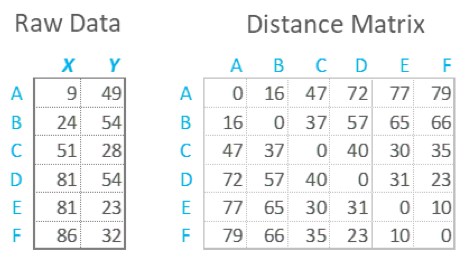 Raw Data Distance Matrix
X Y A B C D E F
A 9 49 A 0 16 47 72 77 79
B 24 54 B 16 0 37 57 65 66
C 51 28 C 47 37 0 40 30 35
D 81 54 D 72 57 40 0 31 23
E 81 23 E 77 65 30 31 0 10
F 86 32 F 79 66 35 23 10 0